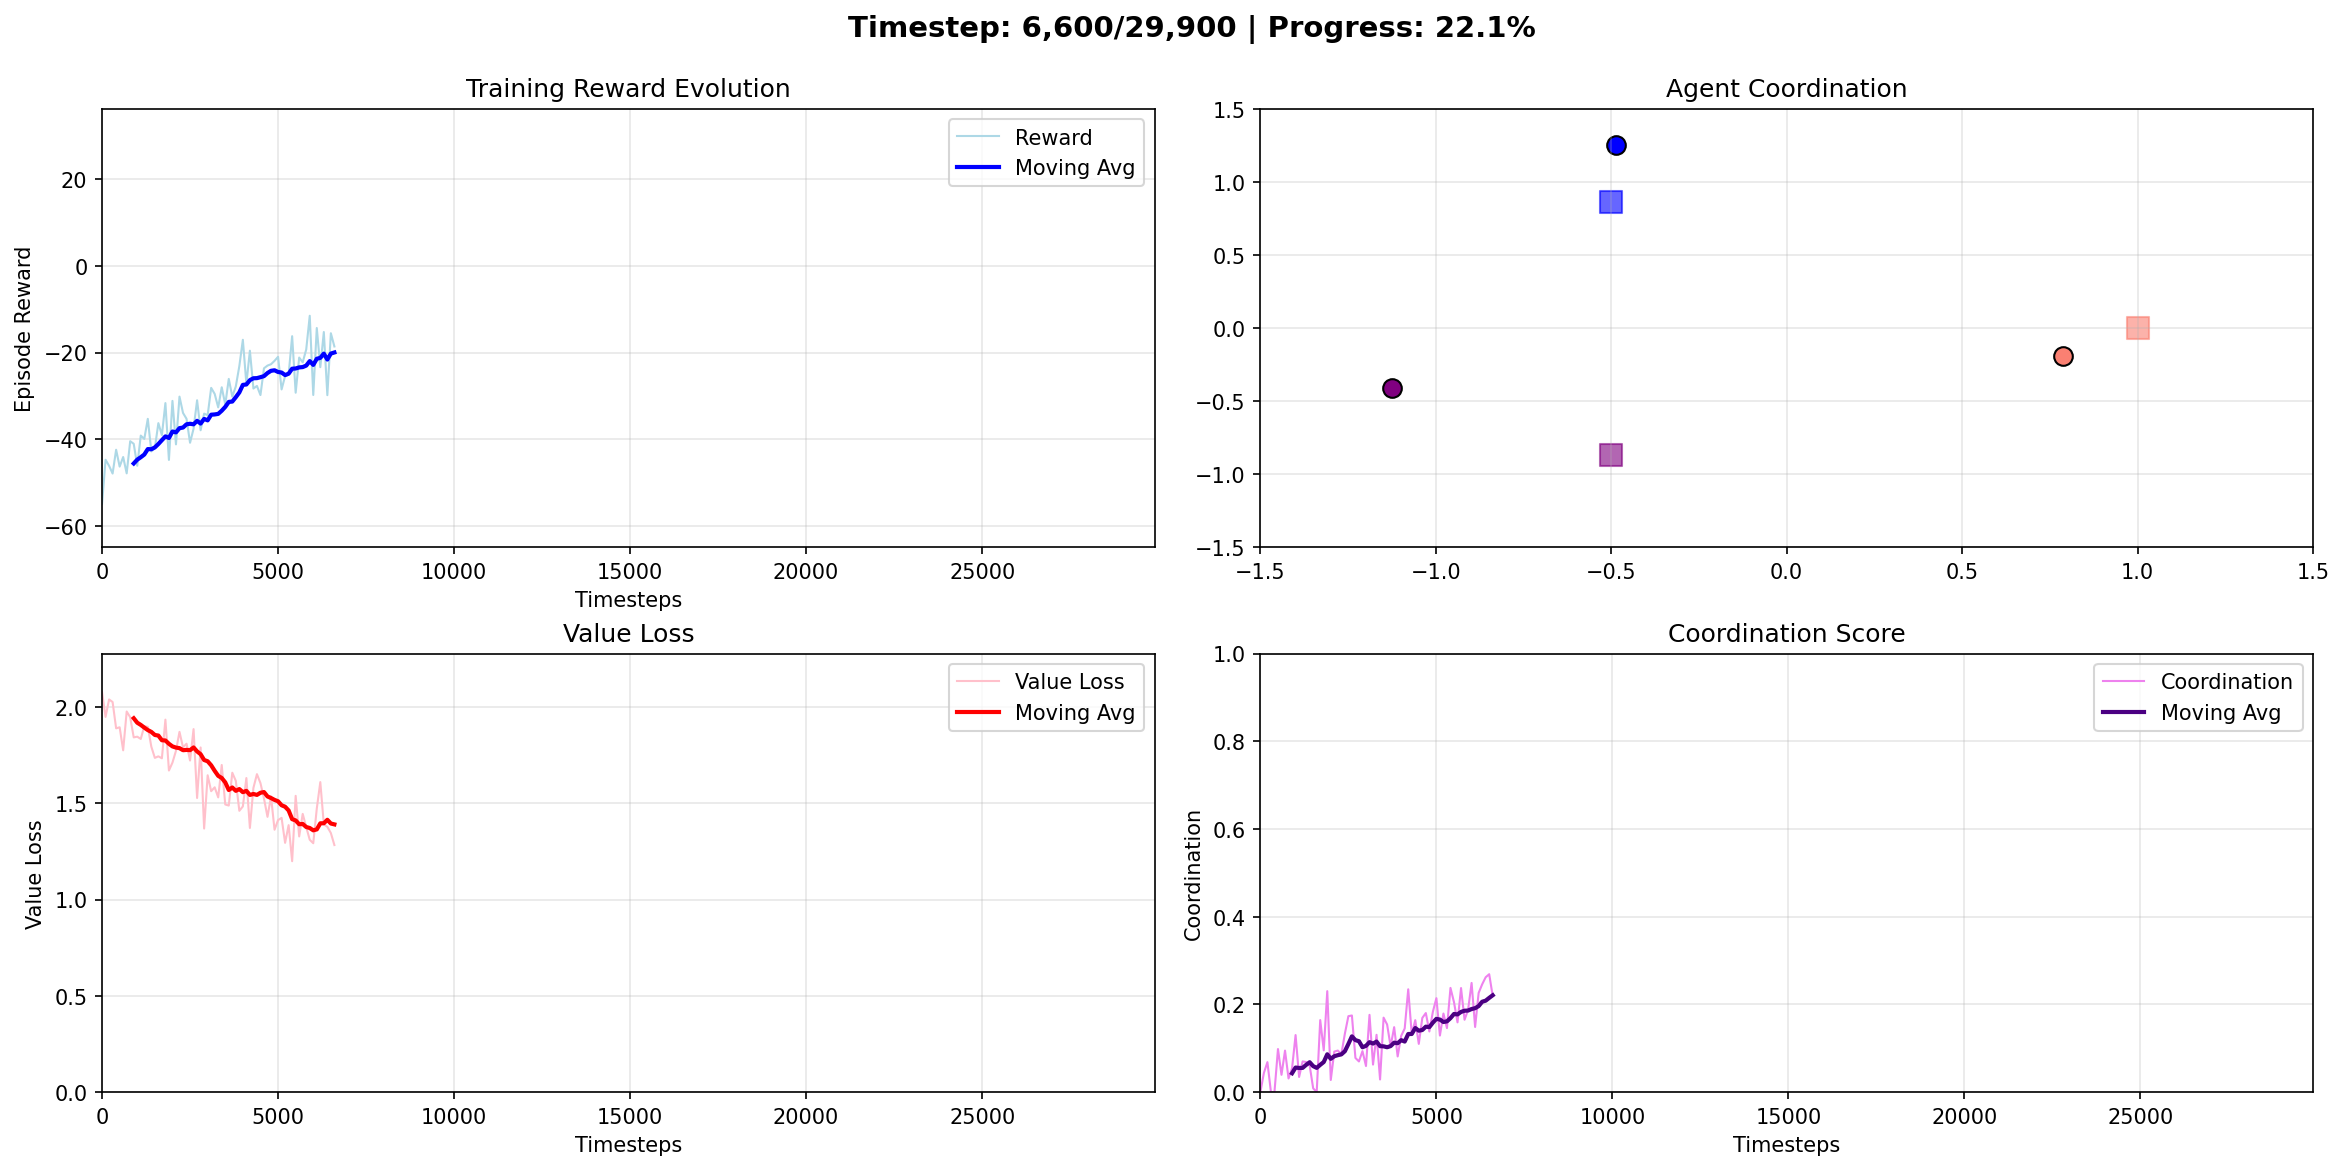 Timestep: 6,600/29,900 | Progress: 22.1%
Training Reward Evolution
Reward
Moving Avg
20
0
−20
−40
−60
Episode Reward
0
5000
10000
15000
20000
25000
Timesteps
Agent Coordination
1.5
1.0
0.5
0.0
−0.5
−1.0
−1.5
−1.5
−1.0
−0.5
0.0
0.5
1.0
1.5
Value Loss
Value Loss
Moving Avg
2.0
1.5
1.0
0.5
0.0
Value Loss
0
5000
10000
15000
20000
25000
Timesteps
Coordination Score
Coordination
Moving Avg
1.0
0.8
0.6
0.4
0.2
0.0
Coordination
0
5000
10000
15000
20000
25000
Timesteps